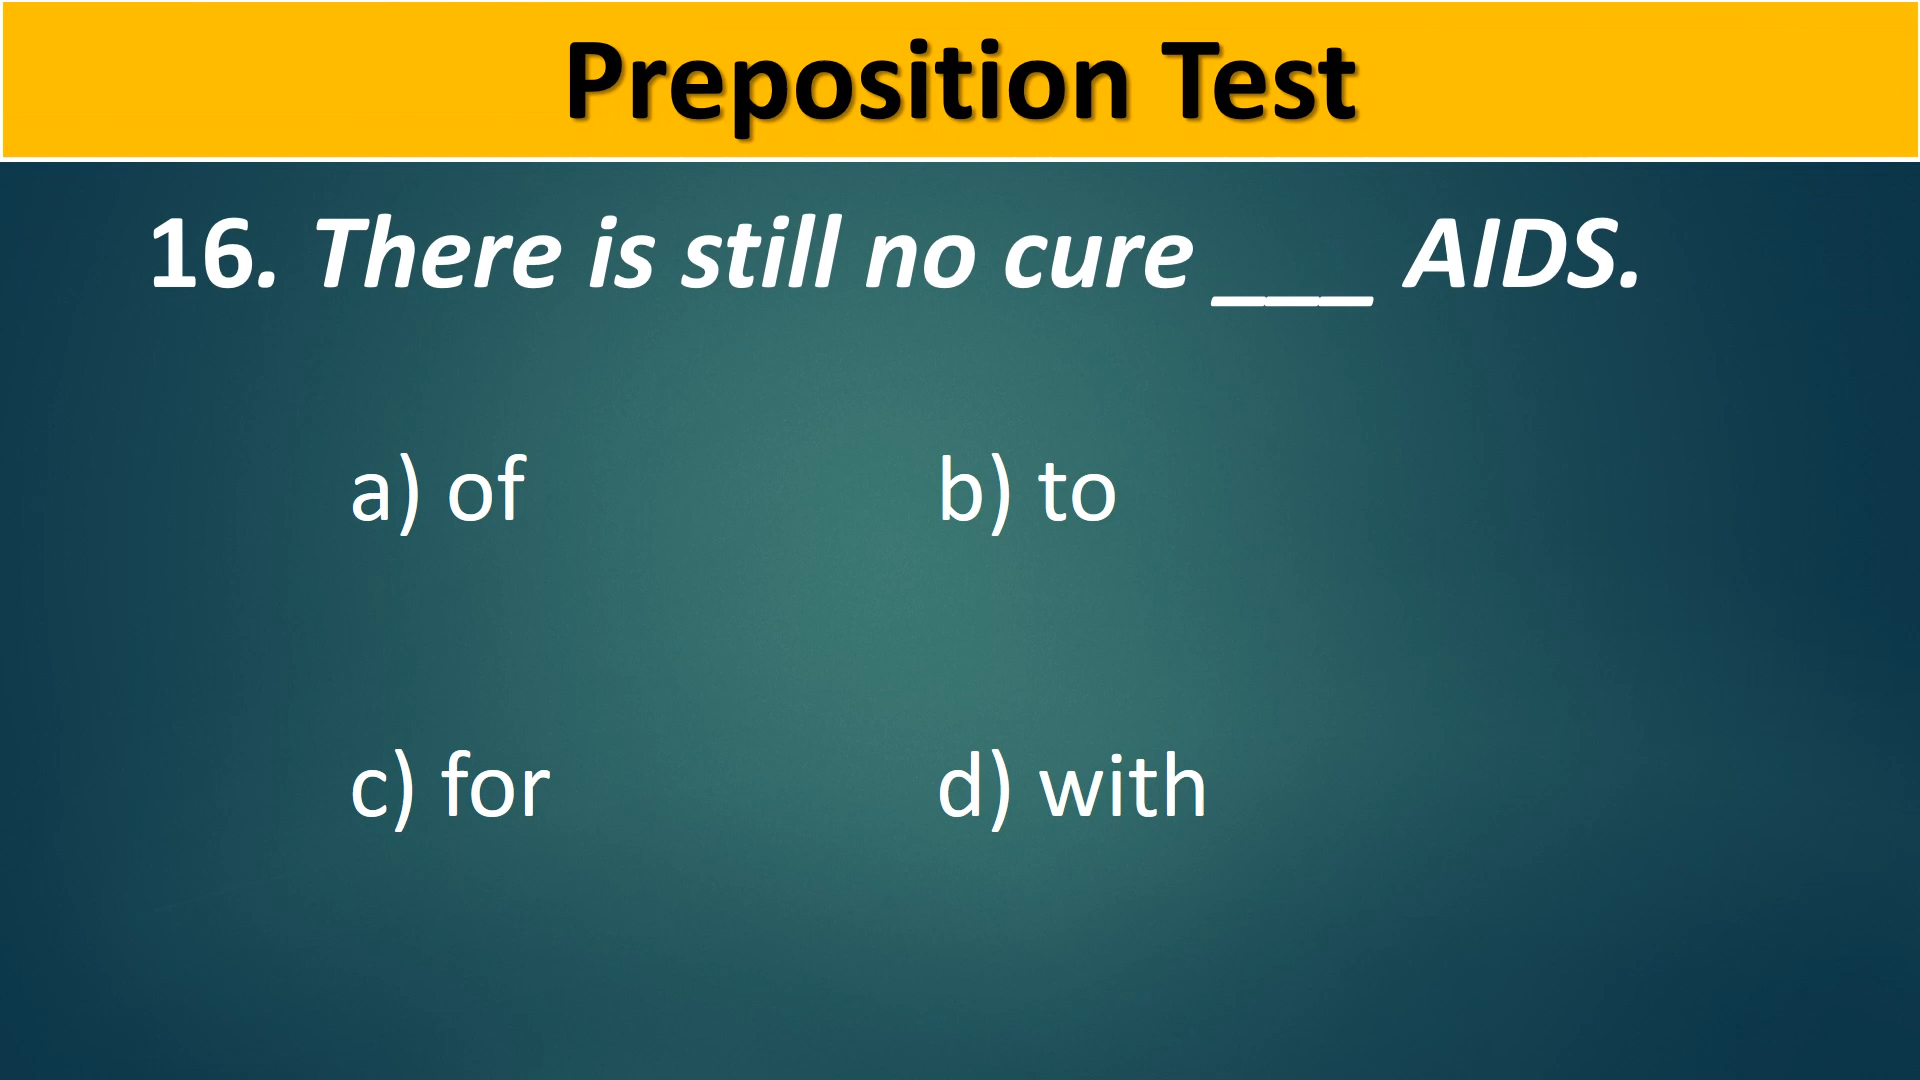 Preposition Test
16. There is still no cure ___ AIDS.
a) of b) to
c) for d) with